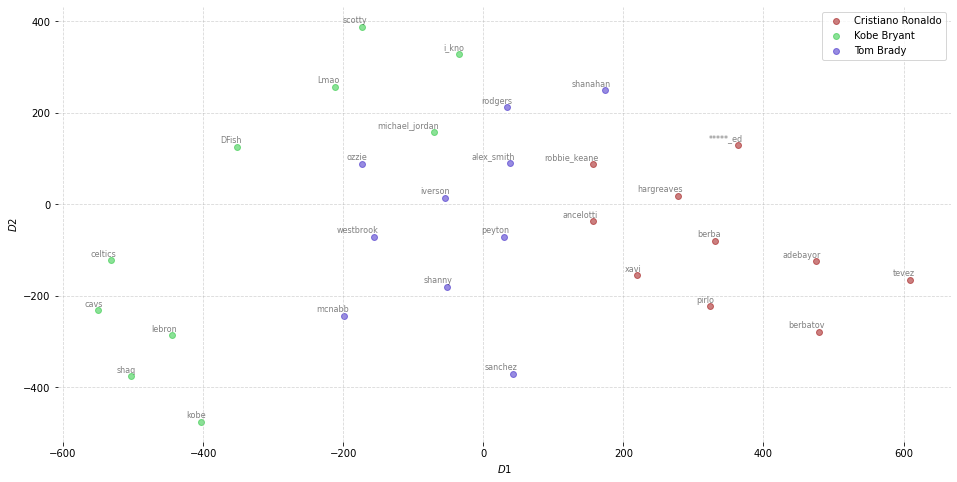 scotty
Cristiano Ronaldo
Kobe Bryant
Tom Brady
i_kno
Lmao
shanahan
rodgers
michael_jordan
DFish
*****_ed
ozzie
alex_smith
robbie_keane
iverson
hargreaves
ancelotti
westbrook
peyton
berba
celtics
adebayor
xavi
tevez
shanny
cavs
mcnabb
pirlo
lebron
berbatov
shaq
sanchez
kobe
400
200
0
−200
−400
D2
−600
−400
−200
0
200
400
600
D1